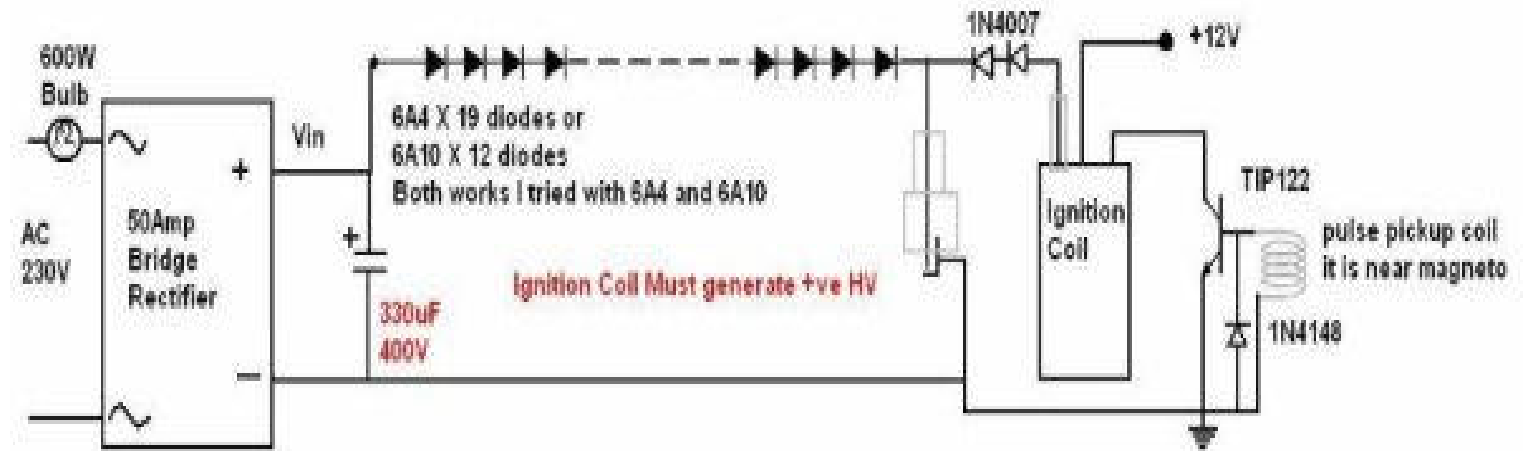 600W
Bulb
AC
230V
50Amp
Bridge
Rectifier
+
−
Vin
+
330uF
400V
6A4 X 19 diodes or
6A10 X 12 diodes
Both works I tried with 6A4 and 6A10
Ignition Coil Must generate +ve HV
1N4007
+12V
Ignition
Coil
TIP122
pulse pickup coil
it is near magneto
1N4148